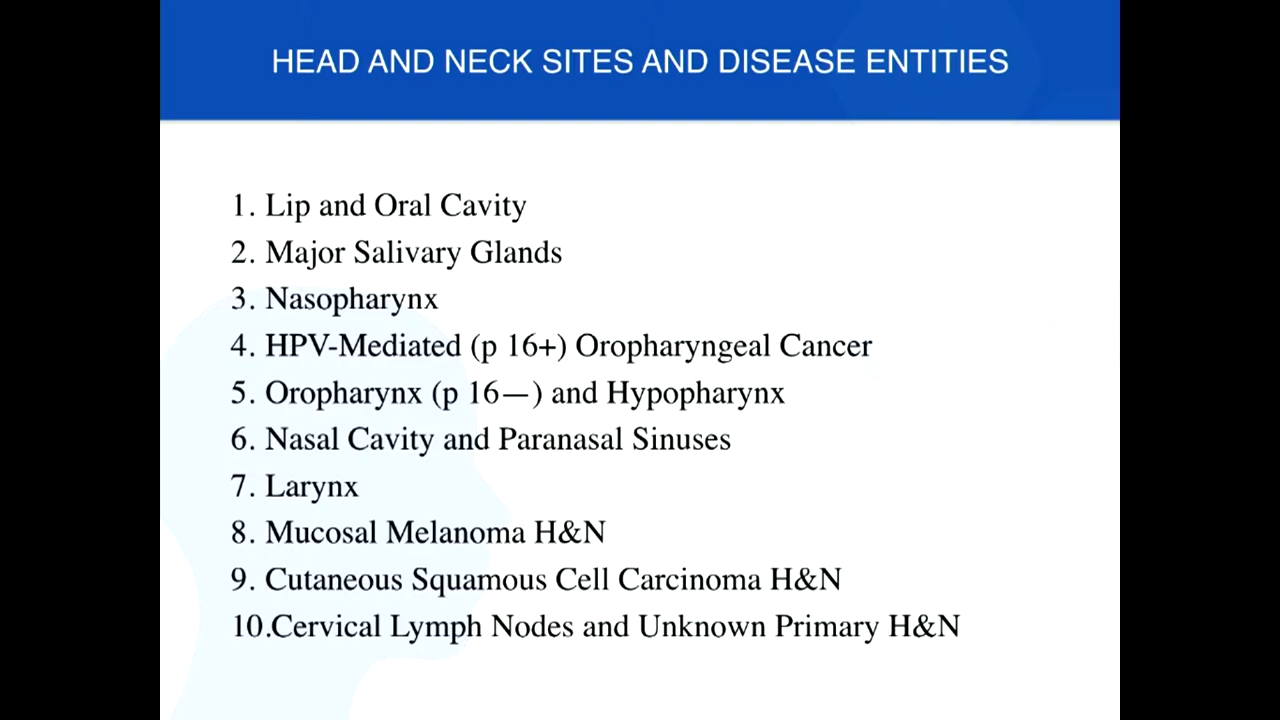 HEAD AND NECK SITES AND DISEASE ENTITIES
1. Lip and Oral Cavity
2. Major Salivary Glands
3. Nasopharynx
4. HPV-Mediated (p 16+) Oropharyngeal Cancer
5. Oropharynx (p 16—) and Hypopharynx
6. Nasal Cavity and Paranasal Sinuses
7. Larynx
8. Mucosal Melanoma H&N
9. Cutaneous Squamous Cell Carcinoma H&N
10.Cervical Lymph Nodes and Unknown Primary H&N